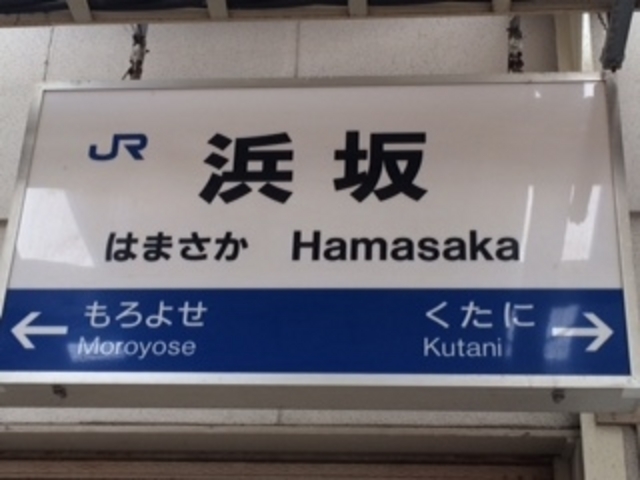 JR
浜坂
はまさか Hamasaka
← もろよせ くたに →
Moroyose Kutani